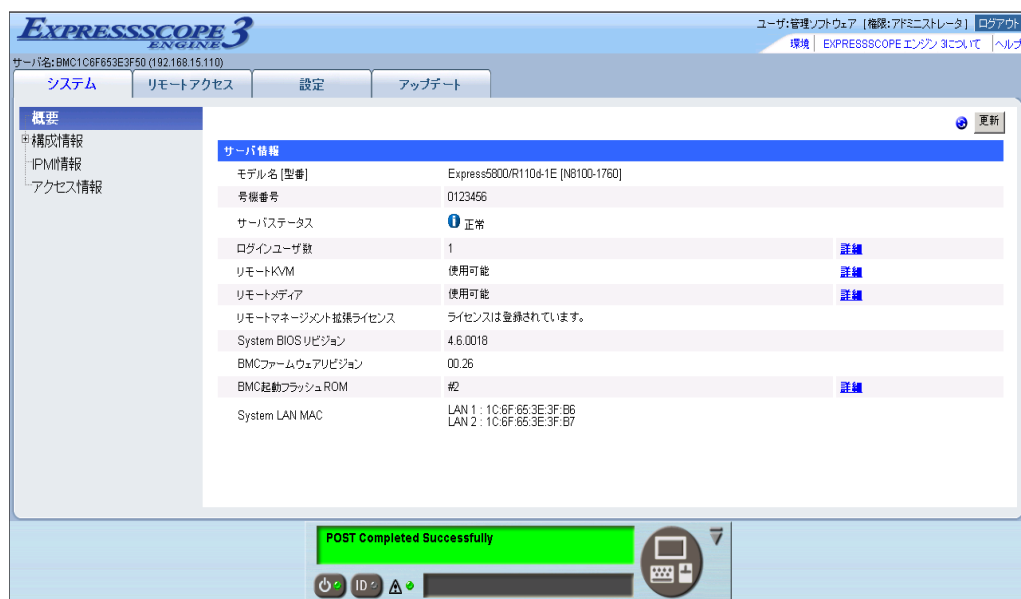 EXPRESSSCOPE
ENGINE 3
ユーザ:管理ソフトウェア [権限:アドミニストレータ] ログアウト
環境 EXPRESSSCOPE エンジン 3について ヘルプ
サーバ名:BMC1C6F653E3F50 (192.168.15.110)
システム リモートアクセス 設定 アップデート
概要
構成情報
IPMI情報
アクセス情報
更新
サーバ情報
モデル名 [型番] Express5800/R110d-1E [N8100-1760]
号機番号 0123456
サーバステータス 正常
ログインユーザ数 1 詳細
リモートKVM 使用可能 詳細
リモートメディア 使用可能 詳細
リモートマネージメント拡張ライセンス ライセンスは登録されています。
System BIOS リビジョン 4.6.0018
BMCファームウェアリビジョン 00.26
BMC起動フラッシュROM #2 詳細
System LAN MAC LAN 1 : 1C:6F:65:3E:3F:B6
LAN 2 : 1C:6F:65:3E:3F:B7
POST Completed Successfully
ID